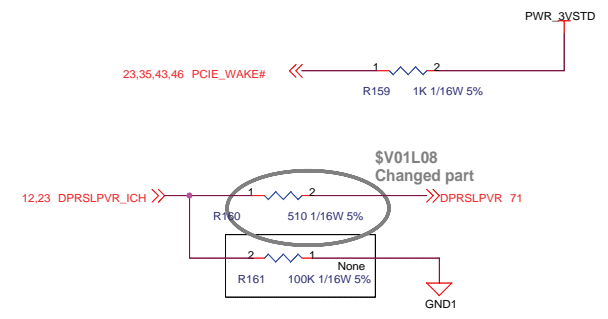 PWR_3VSTD
23,35,43,46 PCIE_WAKE#
1 2
R159 1K 1/16W 5%
$V01L08
Changed part
12,23 DPRSLPVR_ICH
1 2
DPRSLPVR 71
R160 510 1/16W 5%
2 1
None
R161 100K 1/16W 5%
GND1